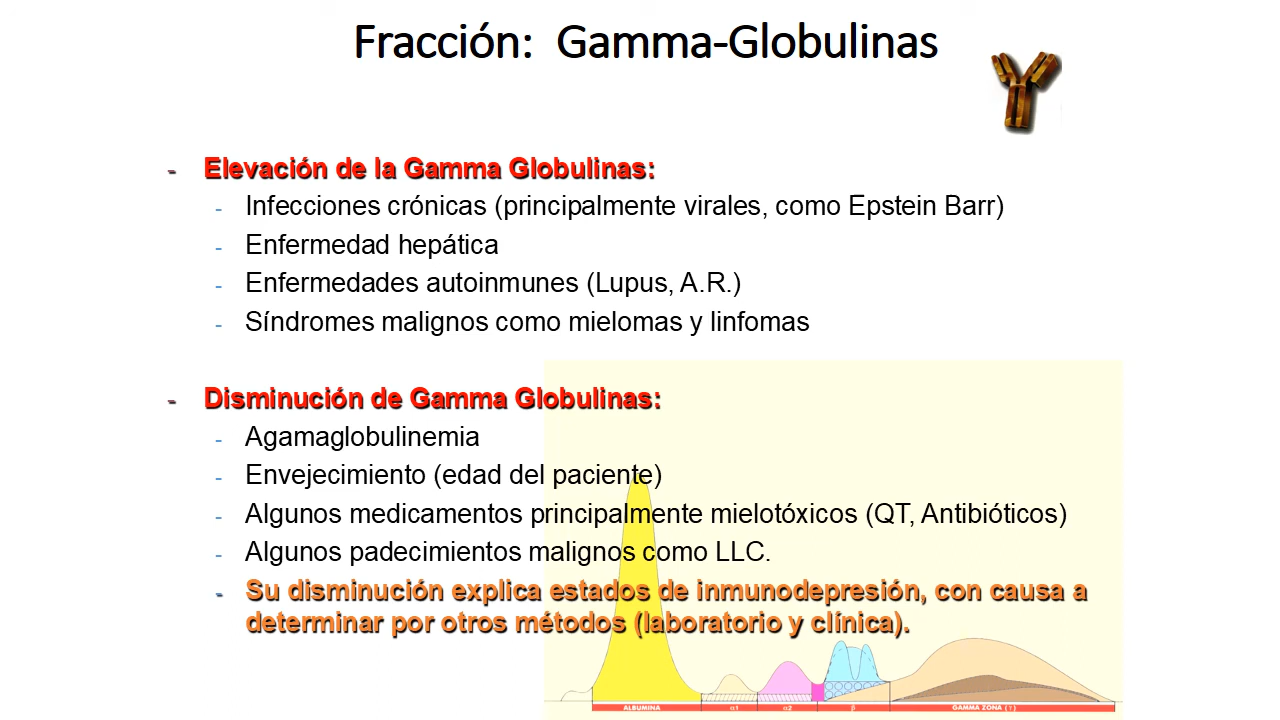 Fracción: Gamma-Globulinas
- Elevación de la Gamma Globulinas:
- Infecciones crónicas (principalmente virales, como Epstein Barr)
- Enfermedad hepática
- Enfermedades autoinmunes (Lupus, A.R.)
- Síndromes malignos como mielomas y linfomas
- Disminución de Gamma Globulinas:
- Agamaglobulinemia
- Envejecimiento (edad del paciente)
- Algunos medicamentos principalmente mielotóxicos (QT, Antibióticos)
- Algunos padecimientos malignos como LLC.
- Su disminución explica estados de inmunodepresión, con causa a
determinar por otros métodos (laboratorio y clínica).
ALBUMINA α1 α2 β GAMMA ZONA (?)